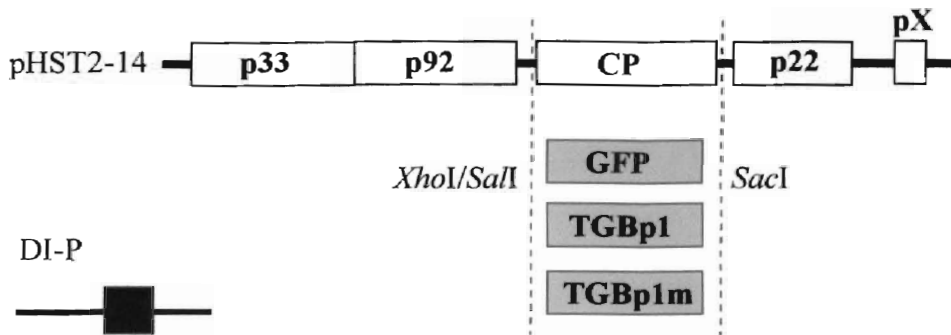 pX
pHST2-14 p33 p92 CP p22
GFP
XhoI/SalI SacI
TGBp1
DI-P
TGBp1m